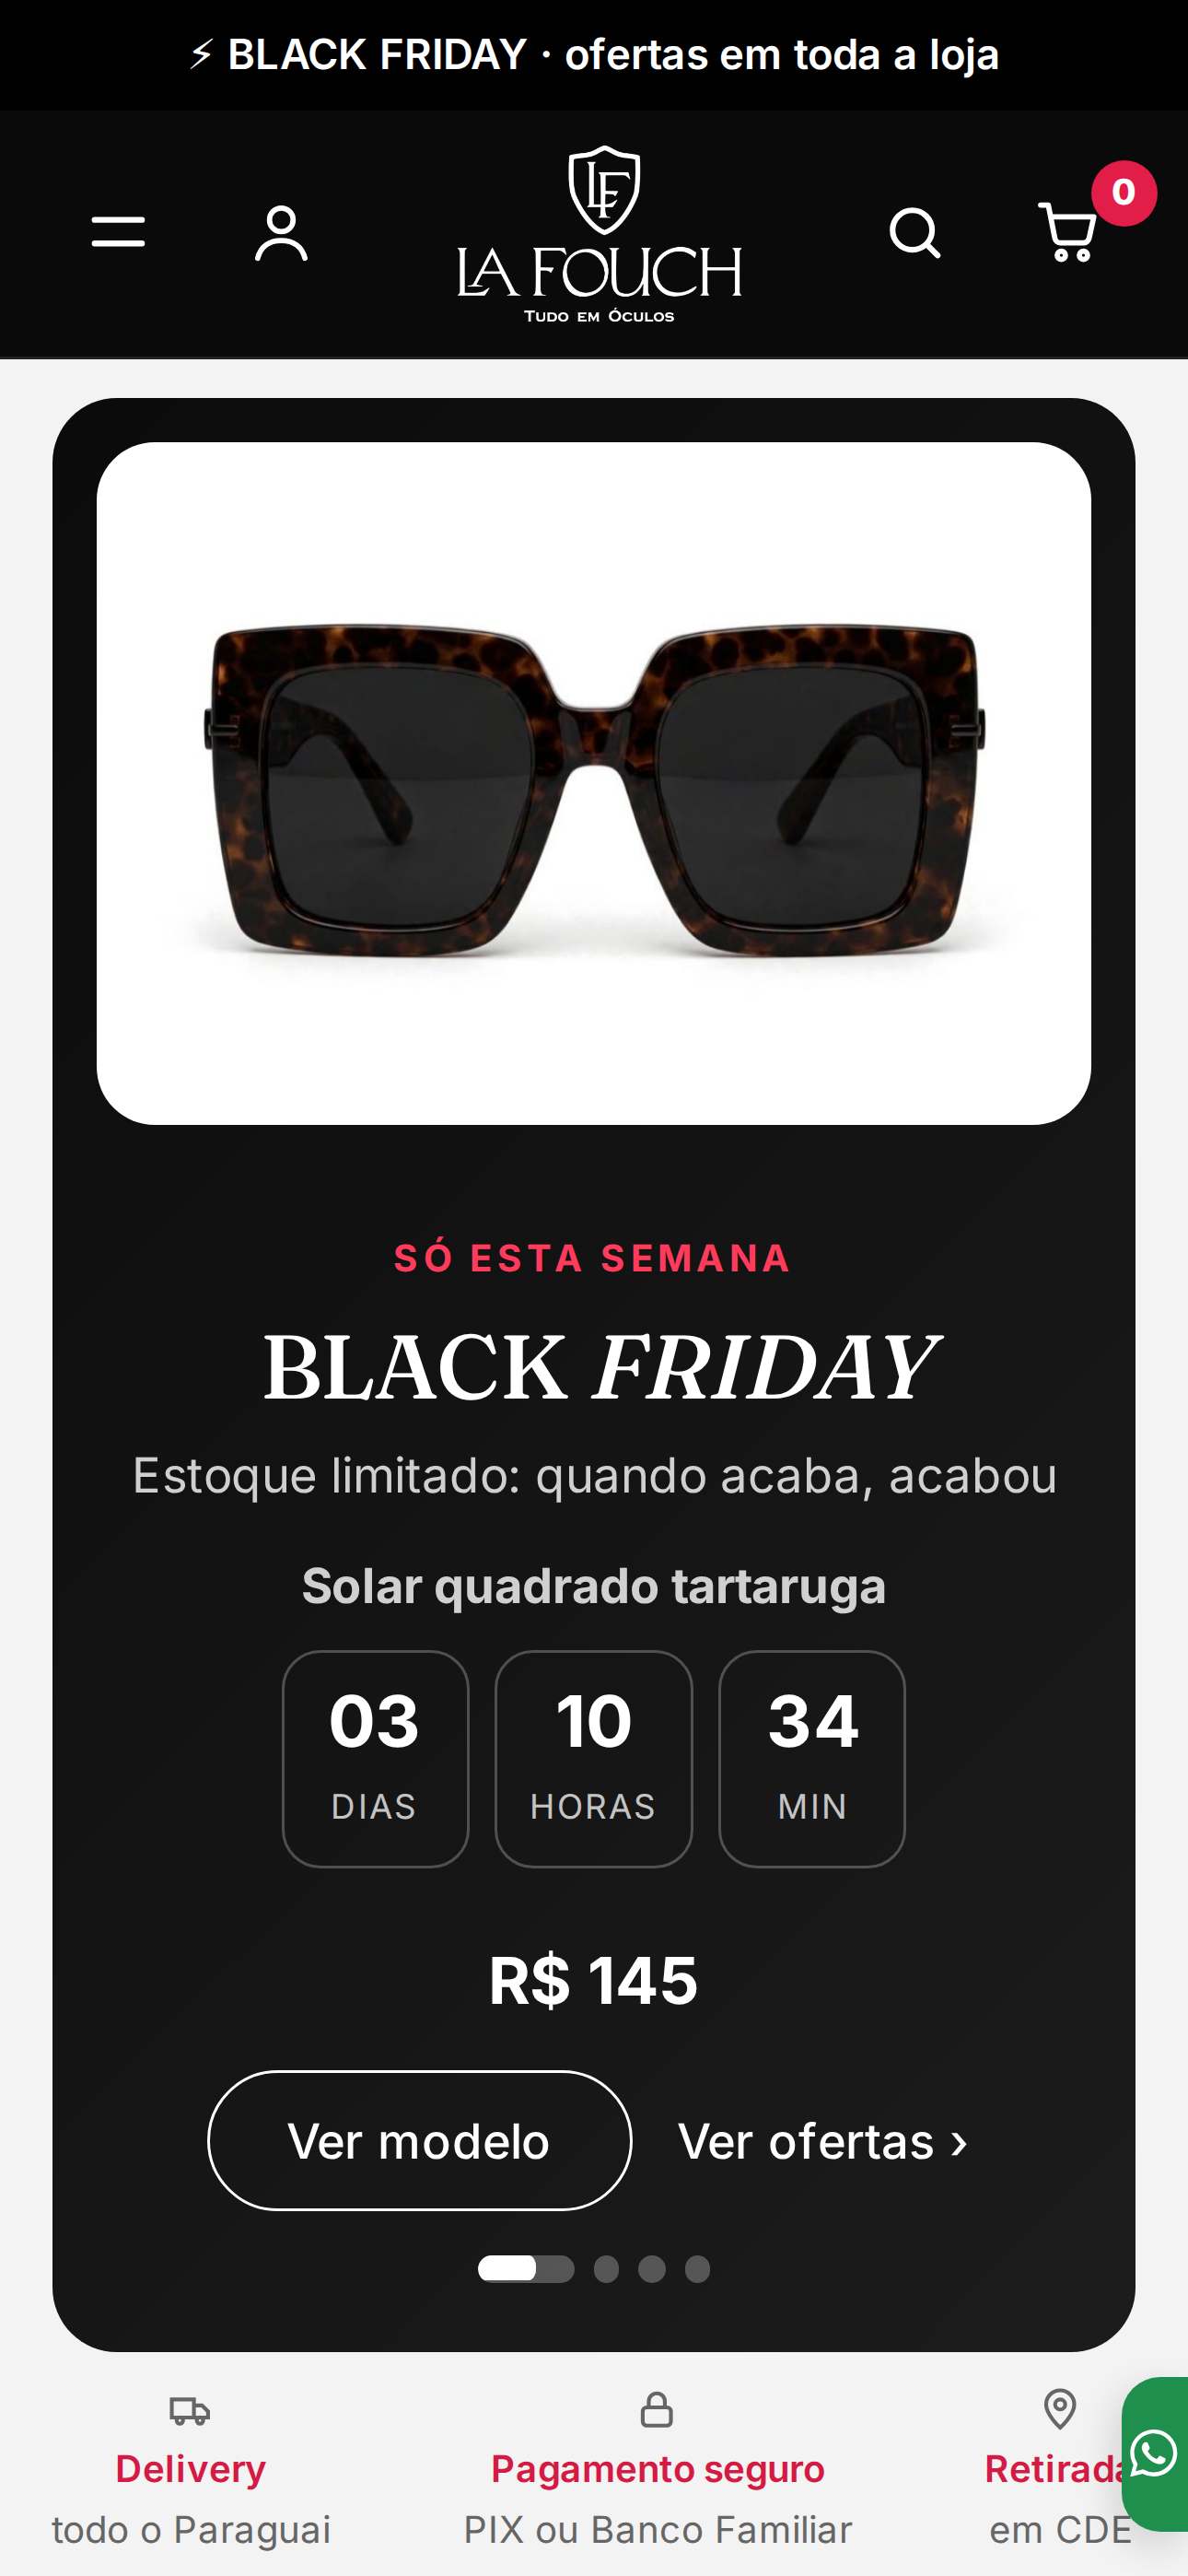 ⚡ BLACK FRIDAY · ofertas em toda a loja
0
LF
LA FOUCH
Tudo em Óculos
SÓ ESTA SEMANA
BLACK FRIDAY
Estoque limitado: quando acaba, acabou
Solar quadrado tartaruga
03 10 34
DIAS HORAS MIN
R$ 145
Ver modelo Ver ofertas ›
Delivery Pagamento seguro Retirada
todo o Paraguai PIX ou Banco Familiar em CDE